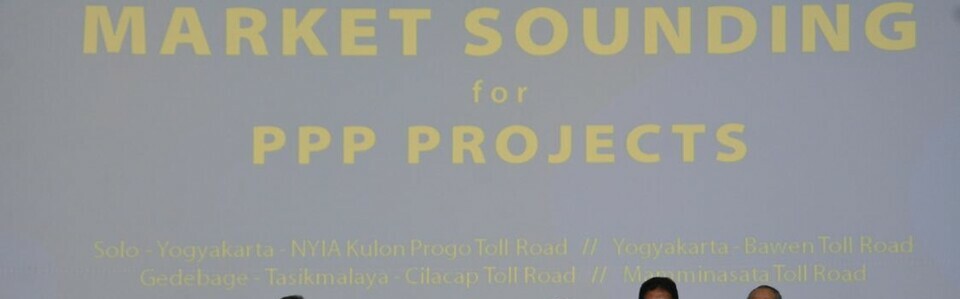 MARKET SOUNDING
for
PPP PROJECTS
Solo - Yogyakarta - NYIA Kulon Progo Toll Road // Yogyakarta - Bawen Toll Road
Gedebage - Tasikmalaya - Cilacap Toll Road // Mamminasata Toll Road